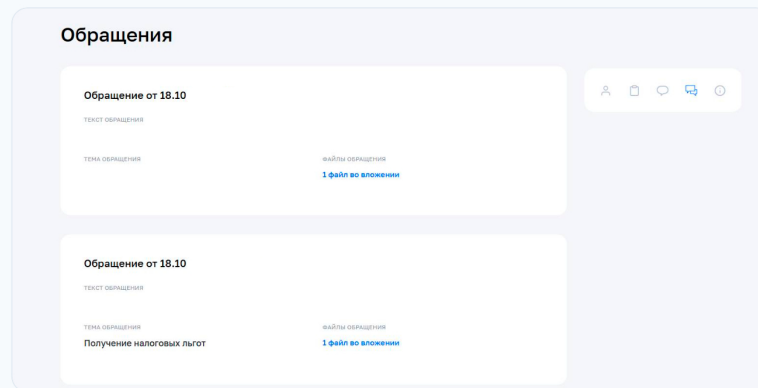 Обращения
Обращение от 18.10
ТЕКСТ ОБРАЩЕНИЯ
ТЕМА ОБРАЩЕНИЯ
ФАЙЛЫ ОБРАЩЕНИЯ
1 файл во вложении
Обращение от 18.10
ТЕКСТ ОБРАЩЕНИЯ
ТЕМА ОБРАЩЕНИЯ
Получение налоговых льгот
ФАЙЛЫ ОБРАЩЕНИЯ
1 файл во вложении